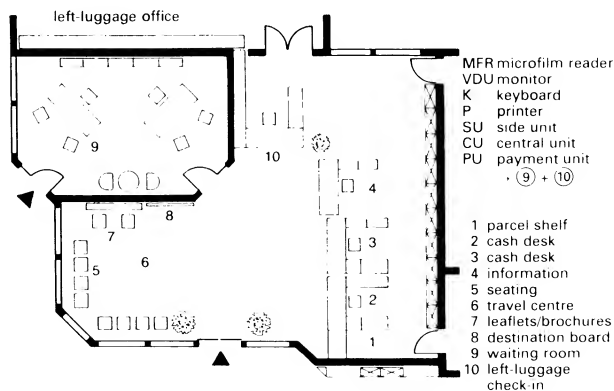 left-luggage office
MFR microfilm reader
VDU monitor
K keyboard
P printer
SU side unit
CU central unit
PU payment unit
› 9 + 10
1 parcel shelf
2 cash desk
3 cash desk
4 information
5 seating
6 travel centre
7 leaflets/brochures
8 destination board
9 waiting room
10 left-luggage
check-in
9
10
4
8
7
3
5
6
2
1